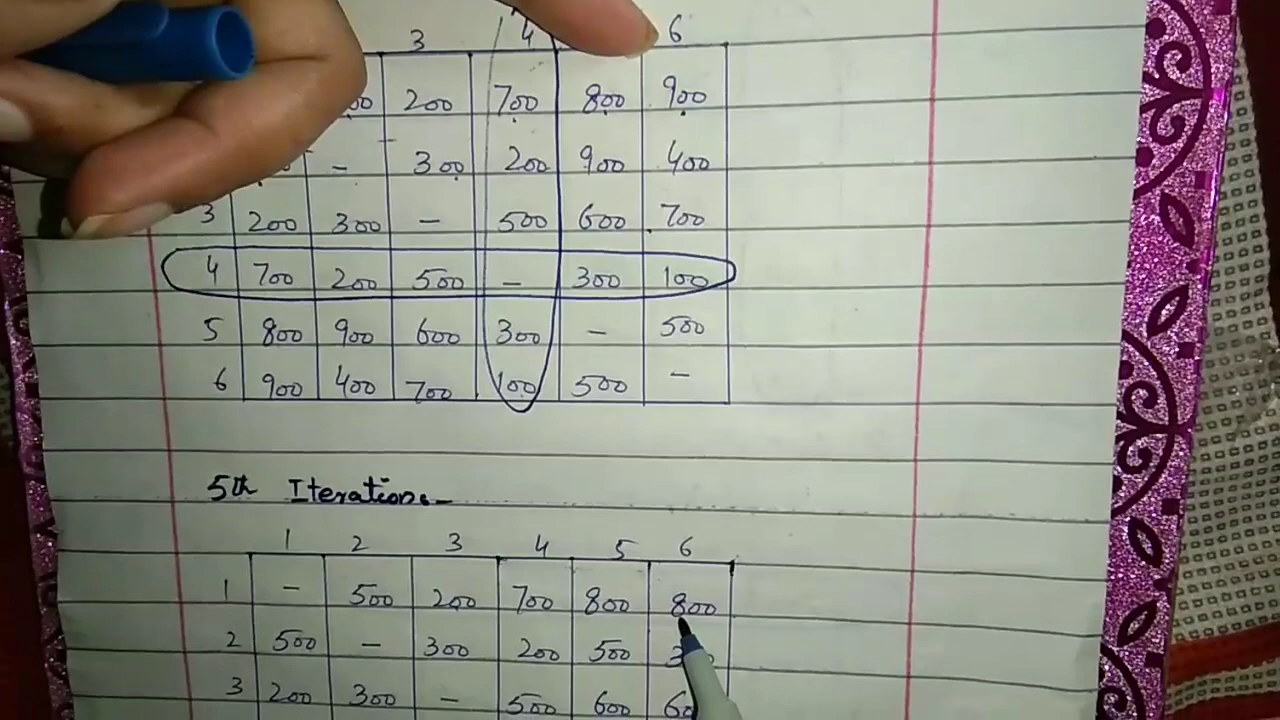 3 4 6
200 700 800 900
- 300 200 900 400
3 200 300 - 500 600 700
4 700 200 500 - 300 100
5 800 900 600 300 - 500
6 900 400 700 100 500 -
5th Iteration:-
1 2 3 4 5 6
1 - 500 200 700 800 800
2 500 - 300 200 500
3 200 300 - 500 600